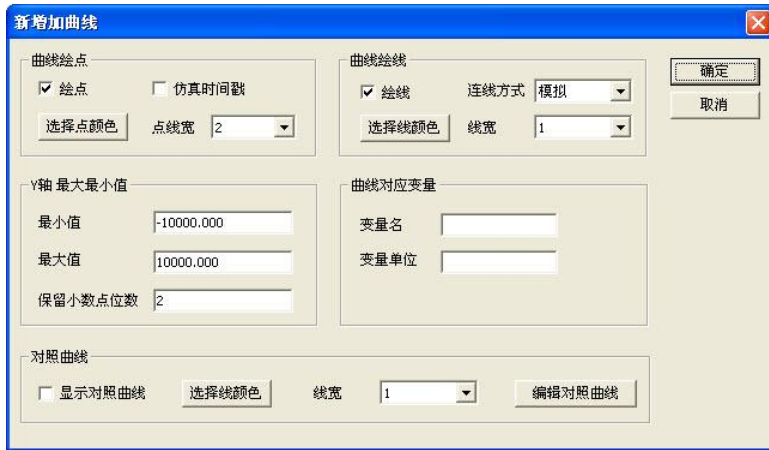 新增加曲线
曲线绘点
绘点 仿真时间戳
选择点颜色 点线宽 2
曲线绘线
绘线 连线方式 模拟
选择线颜色 线宽 1
确定
取消
Y轴 最大最小值
最小值 -10000.000
最大值 10000.000
保留小数点位数 2
曲线对应变量
变量名
变量单位
对照曲线
显示对照曲线 选择线颜色 线宽 1 编辑对照曲线